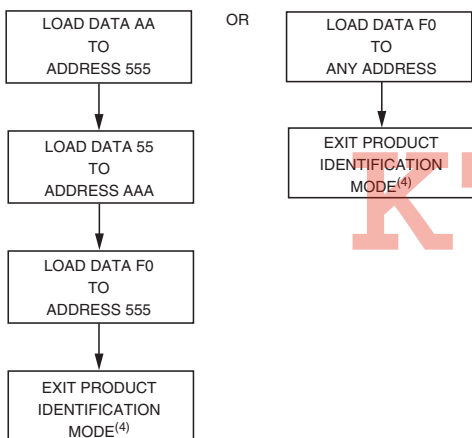 LOAD DATA AA
TO
ADDRESS 555
LOAD DATA 55
TO
ADDRESS AAA
LOAD DATA F0
TO
ADDRESS 555
EXIT PRODUCT
IDENTIFICATION
MODE(4)
OR
LOAD DATA F0
TO
ANY ADDRESS
EXIT PRODUCT
IDENTIFICATION
MODE(4)